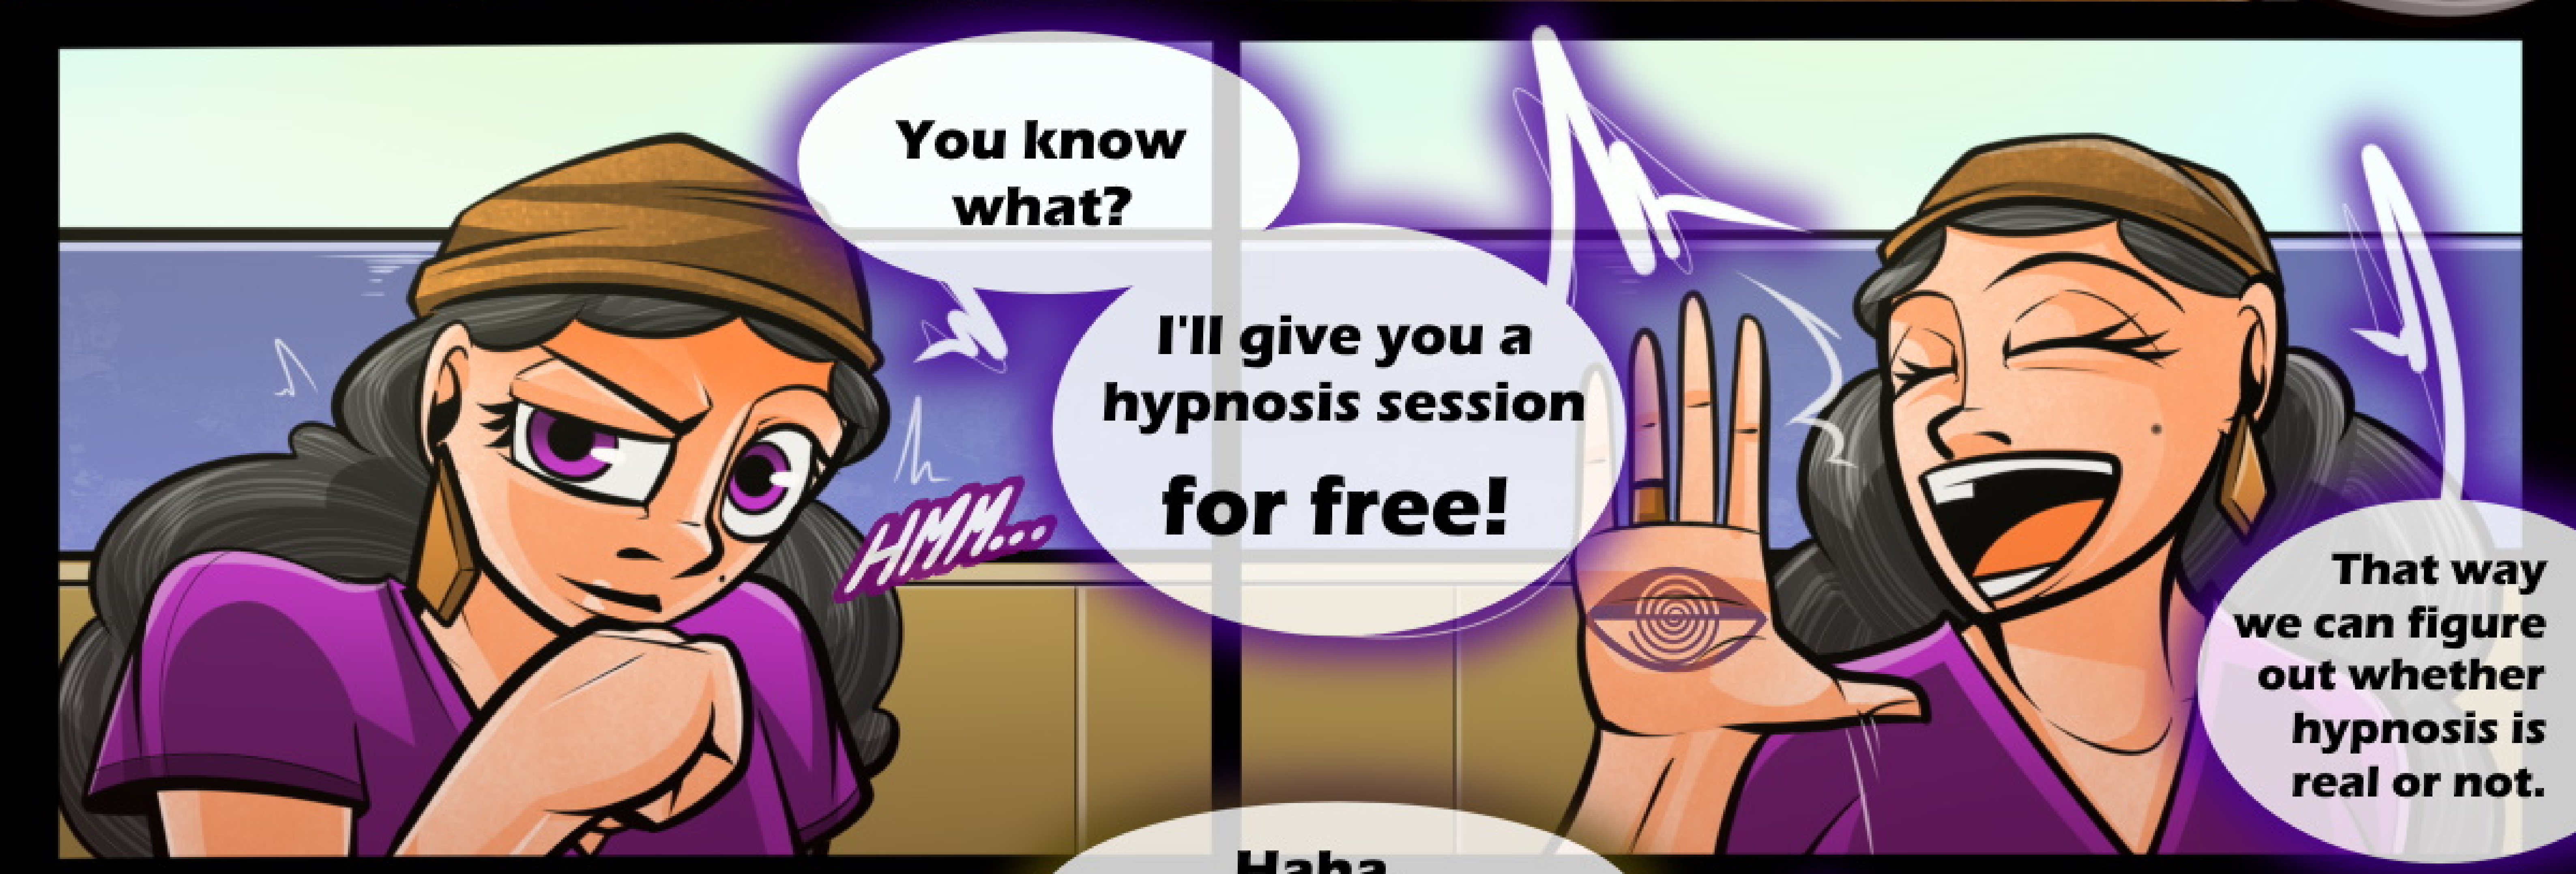 You know
what?
I'll give you a
hypnosis session
for free!
HMM...
That way
we can figure
out whether
hypnosis is
real or not.
Haha